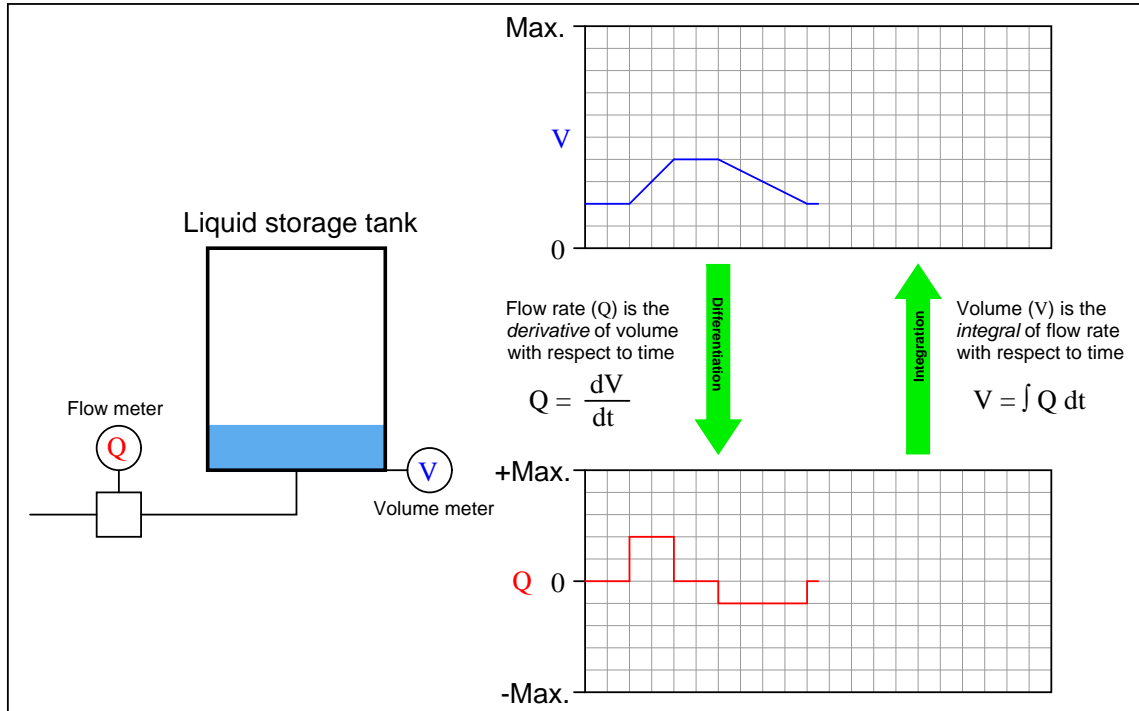 Max.
V
0
Liquid storage tank
Flow meter
Q
V
Volume meter
Flow rate (Q) is the
derivative of volume
with respect to time
Q = dV
dt
Differentiation
Integration
Volume (V) is the
integral of flow rate
with respect to time
V = ∫ Q dt
+Max.
Q 0
-Max.